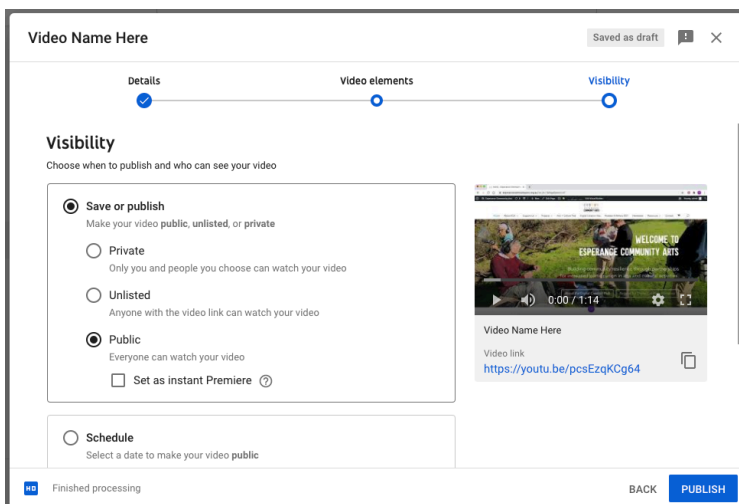 Video Name Here
Saved as draft
Details
Video elements
Visibility
Visibility
Choose when to publish and who can see your video
Save or publish
Make your video public, unlisted, or private
Private
Only you and people you choose can watch your video
Unlisted
Anyone with the video link can watch your video
Public
Everyone can watch your video
Set as instant Premiere
WELCOME TO
ESPERANCE COMMUNITY ARTS
0:00 / 1:14
Video Name Here
Video link
https://youtu.be/pcsEzqKCg64
Schedule
Select a date to make your video public
HD
Finished processing
BACK
PUBLISH